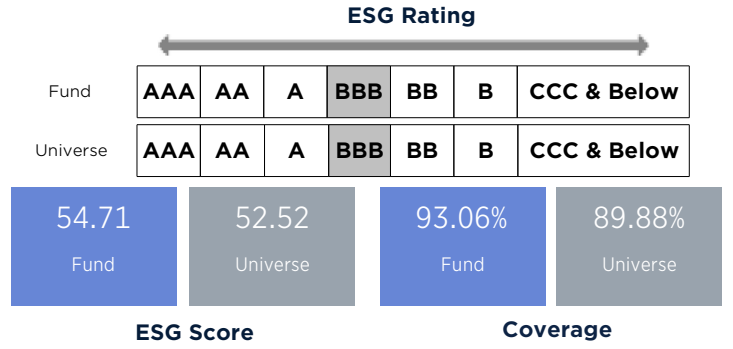 ESG Rating
Fund AAA AA A BBB BB B CCC & Below
Universe AAA AA A BBB BB B CCC & Below
54.71 52.52 93.06% 89.88%
Fund Universe Fund Universe
ESG Score Coverage